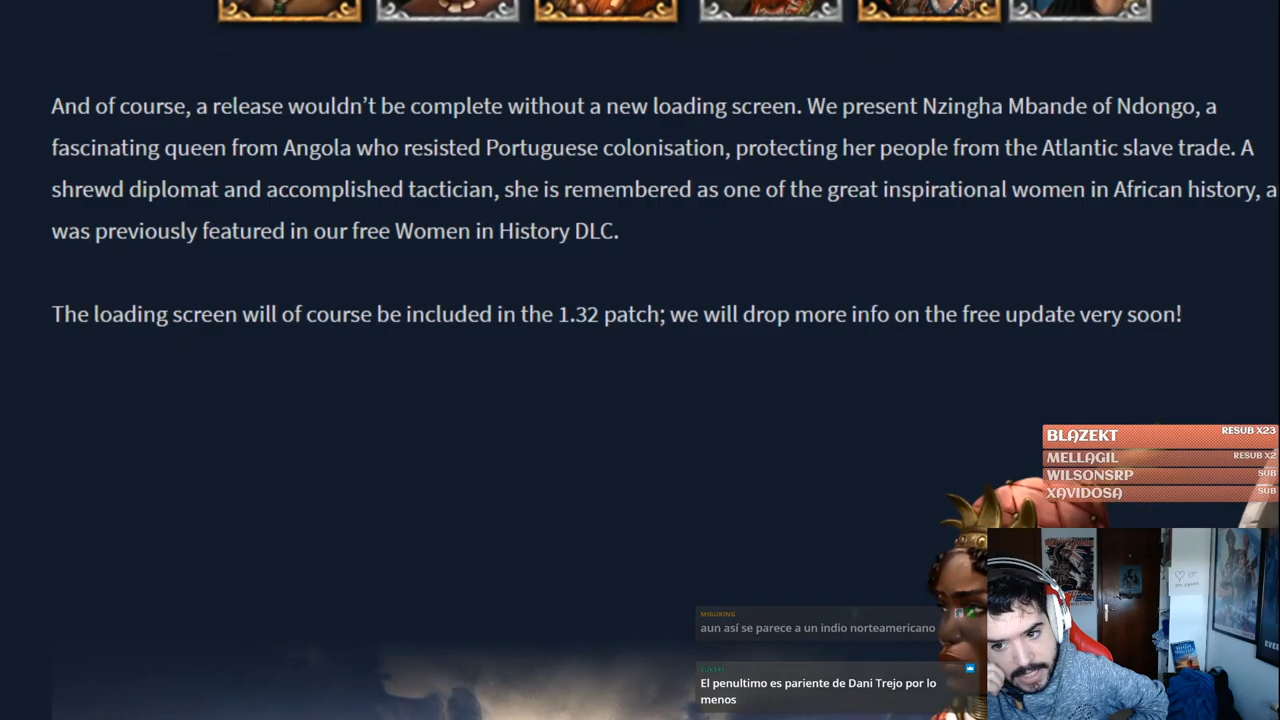 And of course, a release wouldn’t be complete without a new loading screen. We present Nzingha Mbande of Ndongo, a
fascinating queen from Angola who resisted Portuguese colonisation, protecting her people from the Atlantic slave trade. A
shrewd diplomat and accomplished tactician, she is remembered as one of the great inspirational women in African history, a
was previously featured in our free Women in History DLC.
The loading screen will of course be included in the 1.32 patch; we will drop more info on the free update very soon!
BLAZEKT RESUB X23
MELLAGIL RESUB X2
WILSONSRP SUB
XAVIDOSA SUB
MIGUKING
aun así se parece a un indio norteamericano
El penultimo es pariente de Dani Trejo por lo
menos